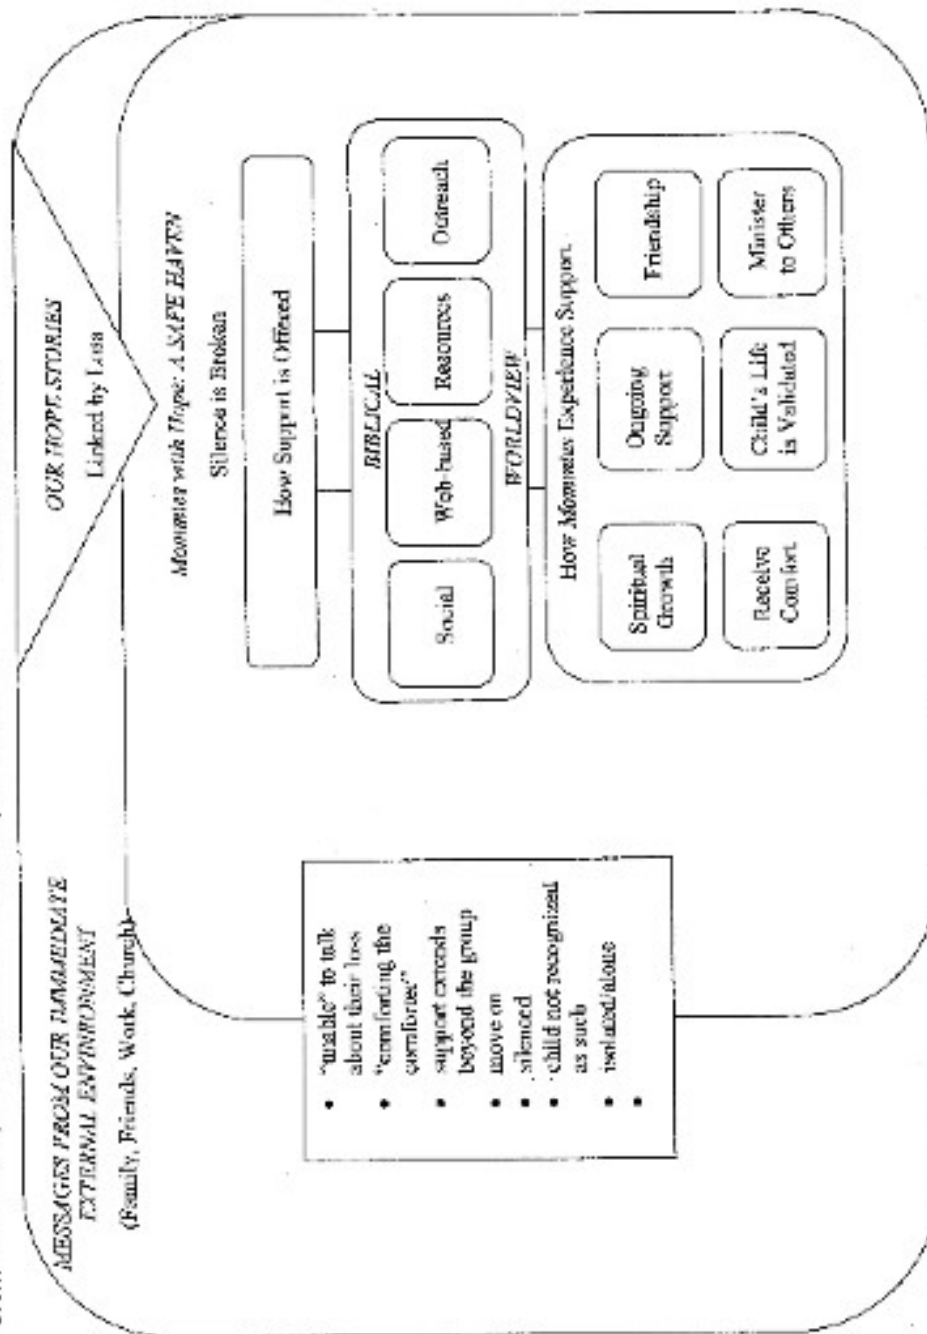 MESSAGES FROM OUR IMMEDIATE
EXTERNAL ENVIRONMENT
(Family, Friends, Work, Church)
OUR HOPE STORIES
Linked by Loss
Mommies with Hope: A SAFE HAVEN
Silence is Broken
How Support is Offered
BIBLICAL
Social
Web-based
Resources
Outreach
WORLDVIEW
How Mommies Experience Support
Spiritual
Growth
Ongoing
Support
Friendship
Receive
Comfort
Child's Life
is Validated
Minister
to Others
• "unable" to talk
about their loss
• "comforting the
comforter"
• support extends
beyond the group
• move on
• silenced
• child not recognized
as such
• isolated/alone
•